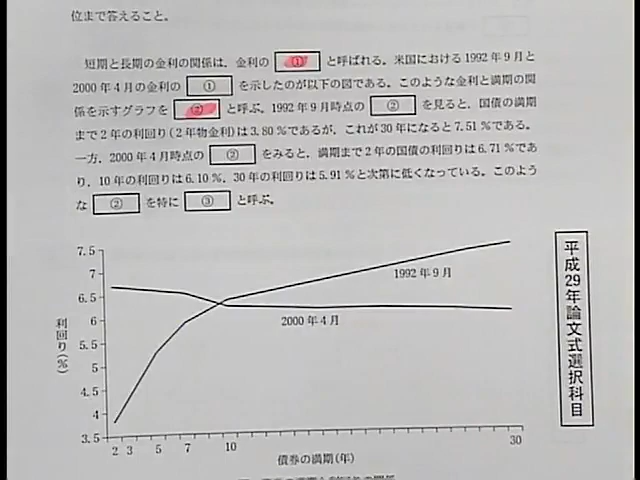 位まで答えること。
短期と長期の金利の関係は，金利の ① と呼ばれる。米国における1992年9月と
2000年4月の金利の ① を示したのが以下の図である。このような金利と満期の関
係を示すグラフを ② と呼ぶ。1992年9月時点の ② を見ると，国債の満期
まで2年の利回り(2年物金利)は3.80％であるが，これが30年になると7.51％である。
一方，2000年4月時点の ② をみると，満期まで2年の国債の利回りは6.71％であ
り，10年の利回りは6.10％，30年の利回りは5.91％と次第に低くなっている。このよう
な ② を特に ③ と呼ぶ。
7.5
7
6.5
6
5.5
5
4.5
4
3.5
利回り(％)
1992年9月
2000年4月
2 3 5 7 10 30
債券の満期(年)
平成29年論文式選択科目